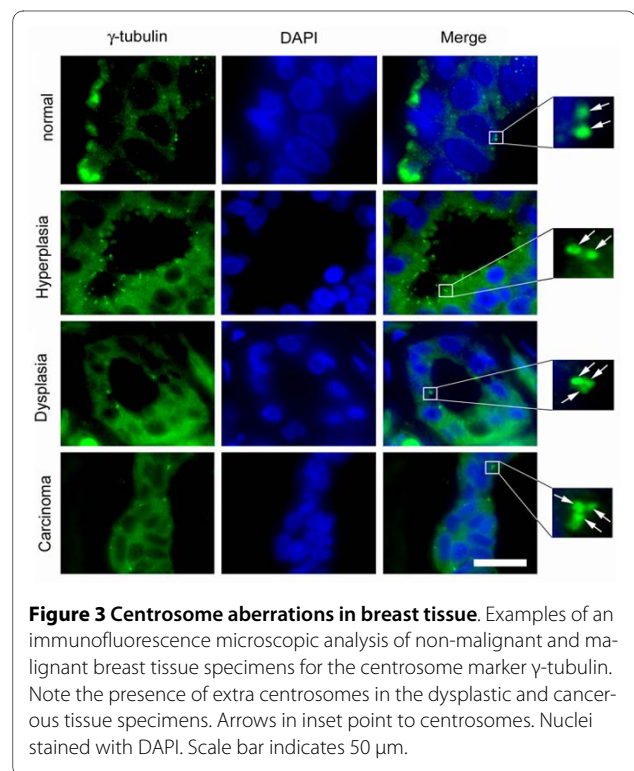 γ-tubulin DAPI Merge
normal
Hyperplasia
Dysplasia
Carcinoma
Figure 3 Centrosome aberrations in breast tissue. Examples of an
immunofluorescence microscopic analysis of non-malignant and ma-
lignant breast tissue specimens for the centrosome marker γ-tubulin.
Note the presence of extra centrosomes in the dysplastic and cancer-
ous tissue specimens. Arrows in inset point to centrosomes. Nuclei
stained with DAPI. Scale bar indicates 50 μm.